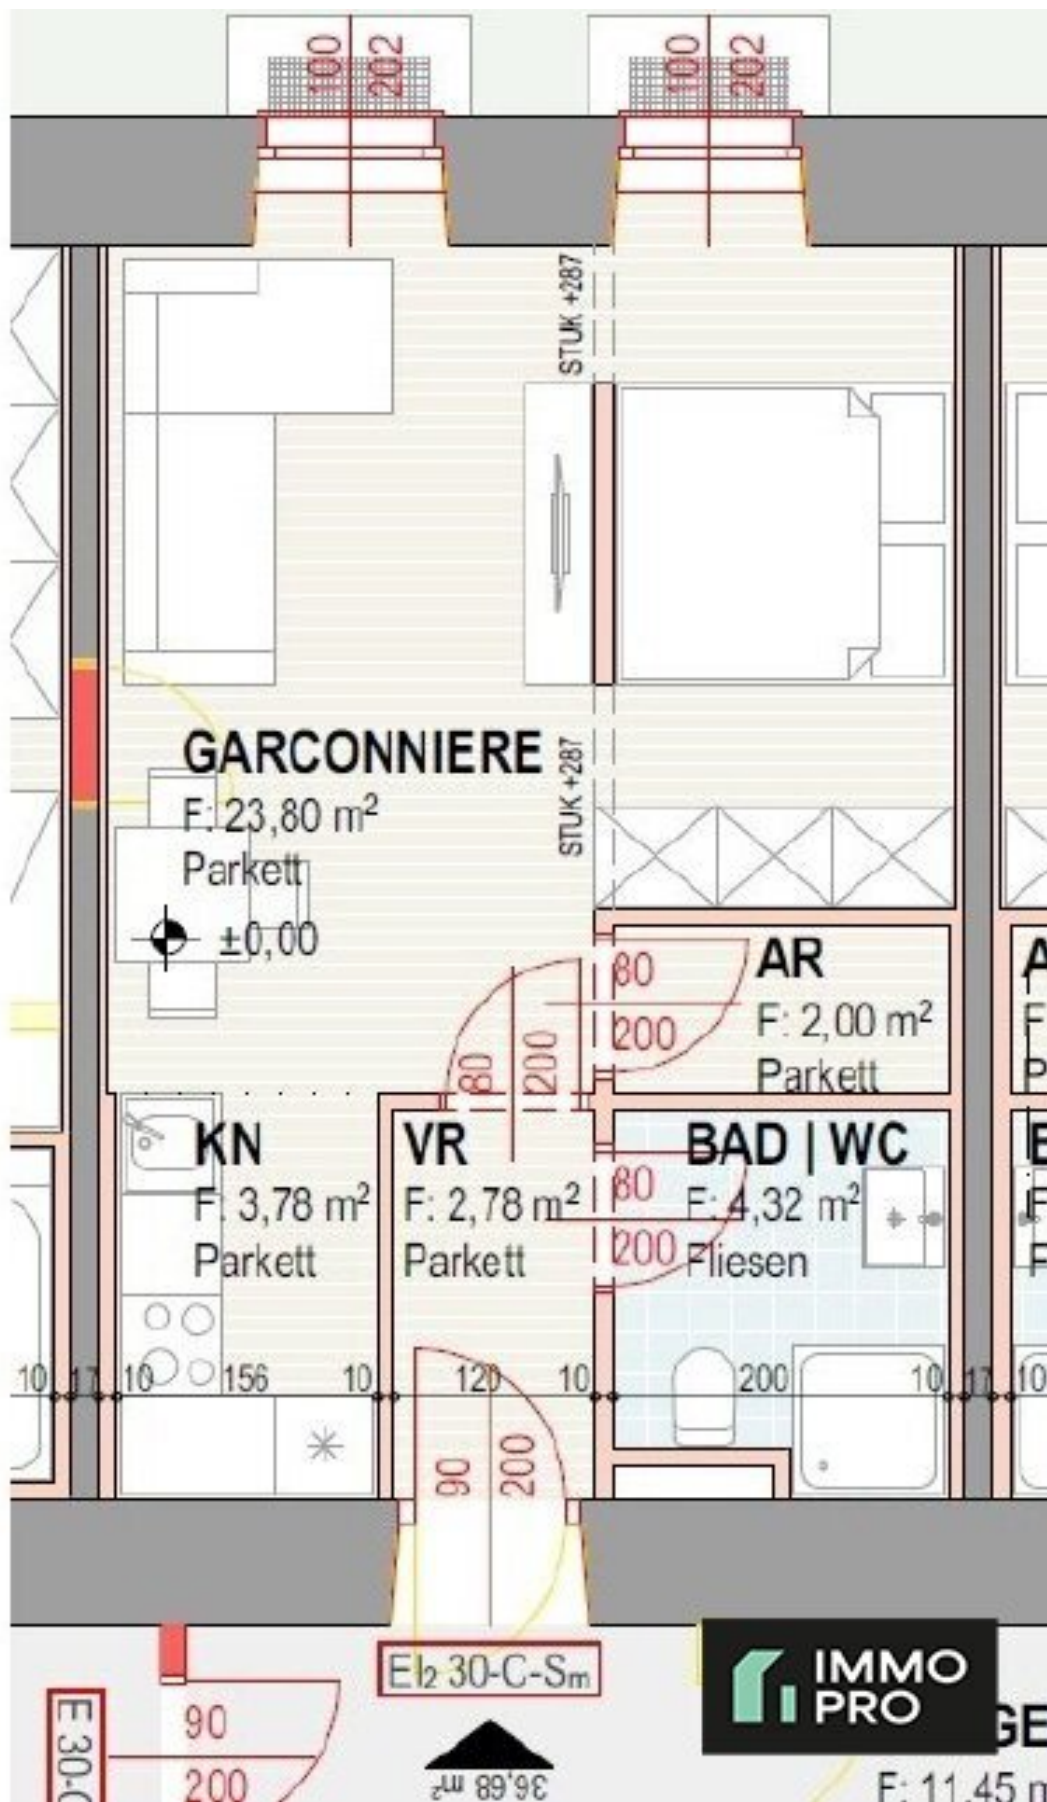 100 202
100 202
STUK +287
GARCONNIERE
F: 23,80 m²
Parkett
±0,00
STUK +287
80
200
AR
F: 2,00 m²
Parkett
80
200
KN
F: 3,78 m²
Parkett
VR
F: 2,78 m²
Parkett
BAD | WC
F: 4,32 m²
Fliesen
80
200
10 17 10 156 10 120 10 200 10 17 10
90
200
EI2 30-C-Sm
36,68 m²
90
200
E 30-C
IMMO
PRO
GE
F: 11,45 m
A
F
P
F
P